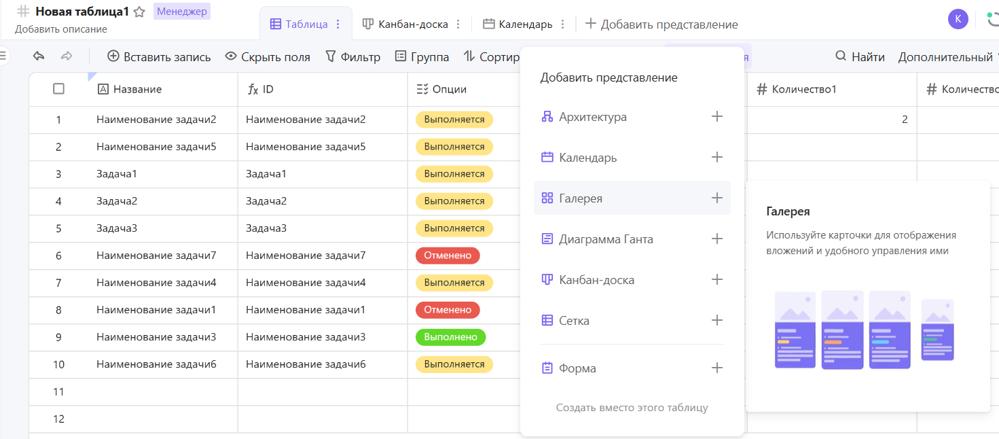 Новая таблица1 Менеджер
Добавить описание
Таблица Канбан-доска Календарь Добавить представление
K
Вставить запись Скрыть поля Фильтр Группа Сортир я Найти Дополнительный
Название ID Опции Количество1 Количество
1 Наименование задачи2 Наименование задачи2 Выполняется 2
2 Наименование задачи5 Наименование задачи5 Выполняется
3 Задача1 Задача1 Выполняется
4 Задача2 Задача2 Выполняется
5 Задача3 Задача3 Выполняется
6 Наименование задачи7 Наименование задачи7 Отменено
7 Наименование задачи4 Наименование задачи4 Выполняется
8 Наименование задачи1 Наименование задачи1 Отменено
9 Наименование задачи3 Наименование задачи3 Выполнено
10 Наименование задачи6 Наименование задачи6 Выполняется
11
12
Добавить представление
Архитектура
Календарь
Галерея
Диаграмма Ганта
Канбан-доска
Сетка
Форма
Создать вместо этого таблицу
Галерея
Используйте карточки для отображения
вложений и удобного управления ими